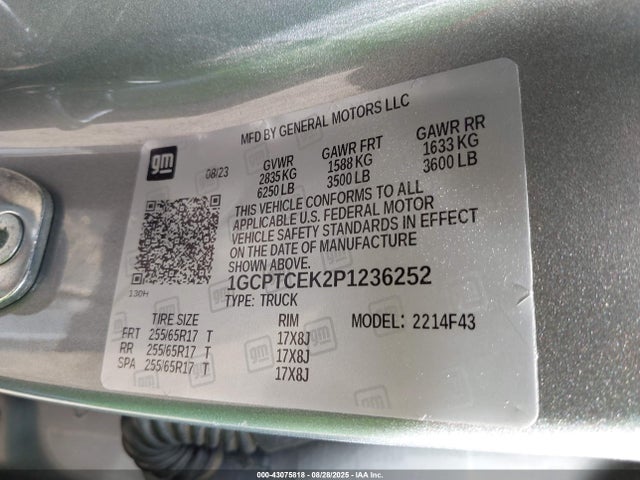 MFD BY GENERAL MOTORS LLC
gm
08/23
GVWR GAWR FRT GAWR RR
2835 KG 1588 KG 1633 KG
6250 LB 3500 LB 3600 LB
THIS VEHICLE CONFORMS TO ALL
APPLICABLE U.S. FEDERAL MOTOR
VEHICLE SAFETY STANDARDS IN EFFECT
ON THE DATE OF MANUFACTURE
SHOWN ABOVE.
130H
1GCPTCEK2P1236252
TYPE: TRUCK
TIRE SIZE RIM MODEL: 2214F43
FRT 255/65R17 T 17X8J
RR 255/65R17 T 17X8J
SPA 255/65R17 T 17X8J
000-43075818 - 08/28/2025 - IAA Inc.